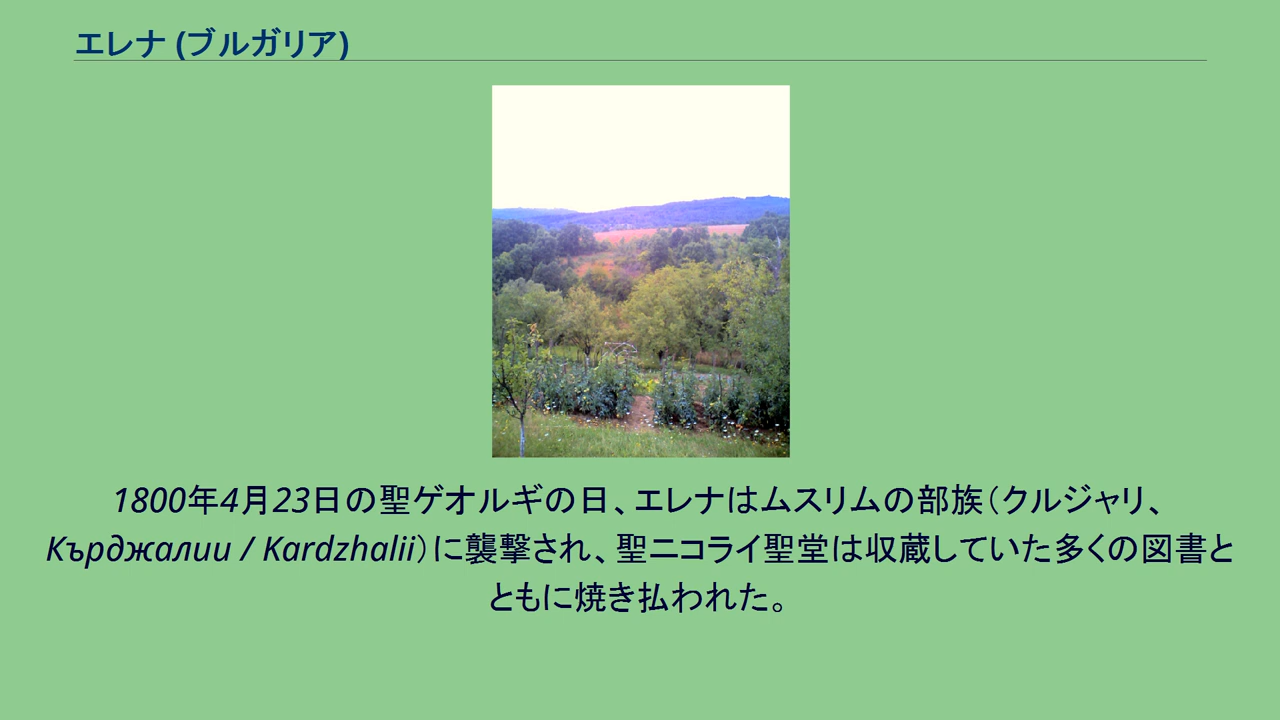 エレナ (ブルガリア)
1800年4月23日の聖ゲオルギの日、エレナはムスリムの部族（クルジャリ、
Кърджалии / Kardzhalii）に襲撃され、聖ニコライ聖堂は収蔵していた多くの図書と
ともに焼き払われた。